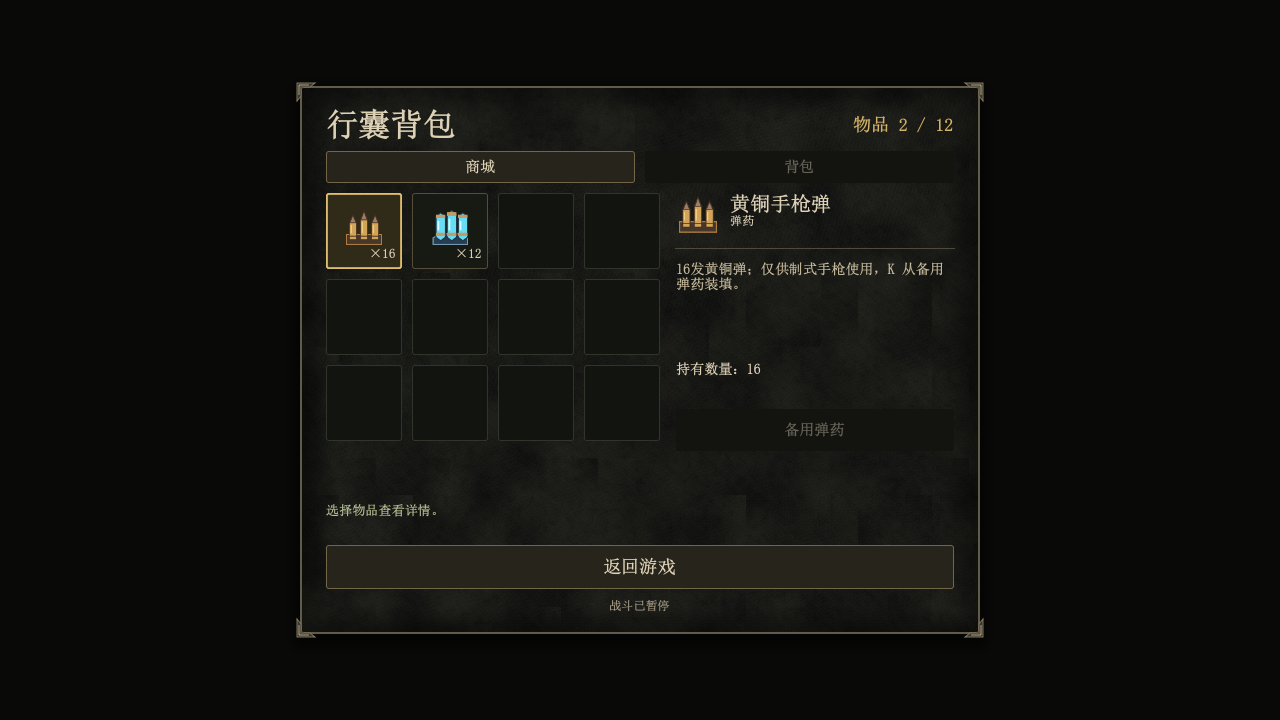 行囊背包
物品 2 / 12
商城
背包
×16
×12
黄铜手枪弹
弹药
16发黄铜弹；仅供制式手枪使用，K 从备用
弹药装填。
持有数量：16
备用弹药
选择物品查看详情。
返回游戏
战斗已暂停